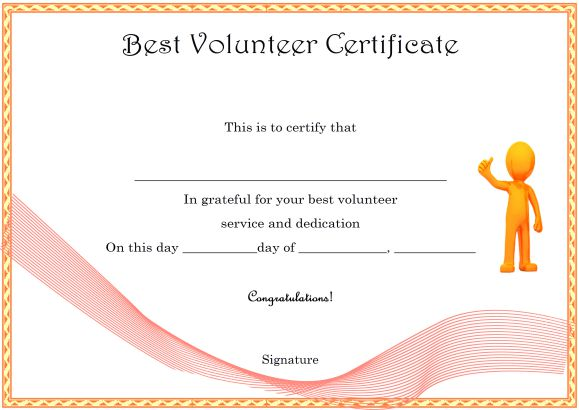 Best Volunteer Certificate
This is to certify that
In grateful for your best volunteer
service and dedication
On this day ___________day of _____________, ____________
Congratulations!
Signature